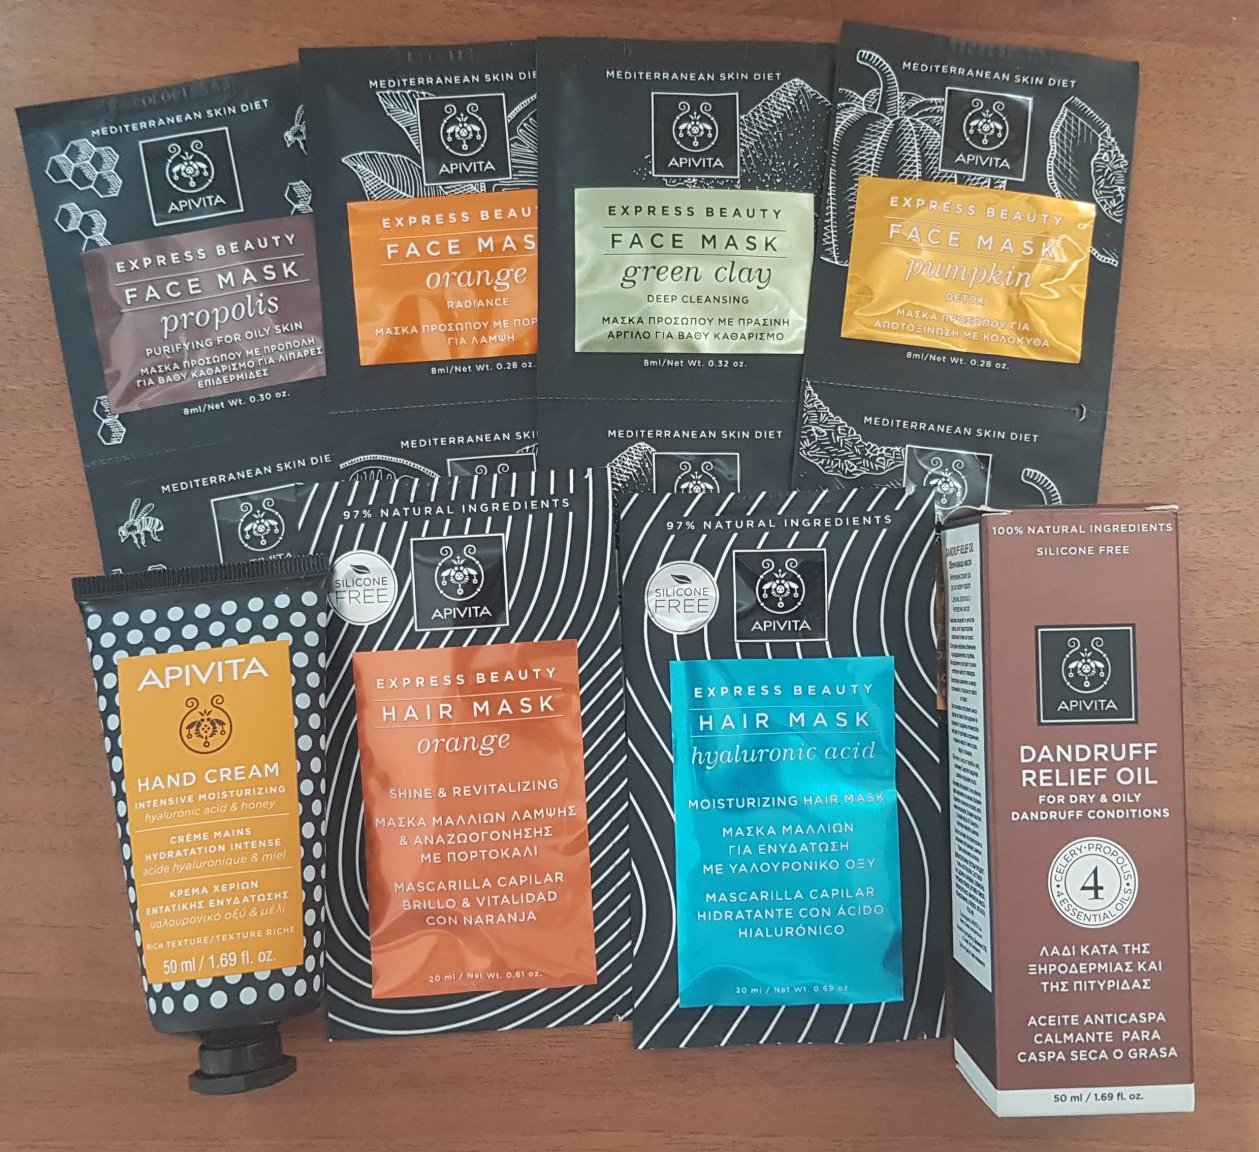 MEDITERRANEAN SKIN DIET
APIVITA
EXPRESS BEAUTY
FACE MASK
propolis
PURIFYING FOR OILY SKIN
ΜΑΣΚΑ ΠΡΟΣΩΠΟΥ ΜΕ ΠΡΟΠΟΛΗ
ΓΙΑ ΒΑΘΥ ΚΑΘΑΡΙΣΜΟ ΓΙΑ ΛΙΠΑΡΕΣ
ΕΠΙΔΕΡΜΙΔΕΣ
8ml/Net Wt. 0.30 oz.
MEDITERRANEAN SKIN DIE
MEDITERRANEAN SKIN DIE
APIVITA
EXPRESS BEAU
FACE MAS
orange
RADIANCE
ΜΑΣΚΑ ΠΡΟΣΩΠΟΥ ΜΕ ΠΟΡ
ΓΙΑ ΛΑΜΨΗ
8ml/Net Wt. 0.28 oz.
MEDITERRANEAN SKI
MEDITERRANEAN SKIN DIET
APIVITA
EXPRESS BEAUTY
FACE MASK
green clay
DEEP CLEANSING
ΜΑΣΚΑ ΠΡΟΣΩΠΟΥ ΜΕ ΠΡΑΣΙΝΗ
ΑΡΓΙΛΟ ΓΙΑ ΒΑΘΥ ΚΑΘΑΡΙΣΜΟ
8ml/Net Wt. 0.32 oz.
MEDITERRANEAN SKIN DIET
MEDITERRANEAN SKIN DIET
APIVITA
EXPRESS BEAUTY
FACE MASK
pumpkin
DETOX
ΜΑΣΚΑ ΠΡΟΣΩΠΟΥ ΓΙΑ
ΑΠΟΤΟΞΙΝΩΣΗ ΜΕ ΚΟΛΟΚΥΘΑ
8ml/Net Wt. 0.28 oz.
MEDITERRANEAN SKIN DIET
APIVITA
HAND CREAM
INTENSIVE MOISTURIZING
hyaluronic acid & honey
CRÈME MAINS
HYDRATATION INTENSE
acide hyaluronique & miel
ΚΡΕΜΑ ΧΕΡΙΩΝ
ΕΝΤΑΤΙΚΗΣ ΕΝΥΔΑΤΩΣΗΣ
υαλουρονικό οξύ & μέλι
RICH TEXTURE/TEXTURE RICHE
50 ml / 1.69 fl. oz.
97% NATURAL INGREDIENTS
SILICONE
FREE
APIVITA
EXPRESS BEAUTY
HAIR MASK
orange
SHINE & REVITALIZING
ΜΑΣΚΑ ΜΑΛΛΙΩΝ ΛΑΜΨΗΣ
& ΑΝΑΖΩΟΓΟΝΗΣΗΣ
ΜΕ ΠΟΡΤΟΚΑΛΙ
MASCARILLA CAPILAR
BRILLO & VITALIDAD
CON NARANJA
20 ml / Net Wt. 0.61 oz.
97% NATURAL INGREDIENTS
SILICONE
FREE
APIVITA
EXPRESS BEAUTY
HAIR MASK
hyaluronic acid
MOISTURIZING HAIR MASK
ΜΑΣΚΑ ΜΑΛΛΙΩΝ
ΓΙΑ ΕΝΥΔΑΤΩΣΗ
ΜΕ ΥΑΛΟΥΡΟΝΙΚΟ ΟΞΥ
MASCARILLA CAPILAR
HIDRATANTE CON ÁCIDO
HIALURÓNICO
20 ml / Net Wt. 0.69 oz
100% NATURAL INGREDIENTS
SILICONE FREE
APIVITA
DANDRUFF
RELIEF OIL
FOR DRY & OILY
DANDRUFF CONDITIONS
CELERY•PROPOLIS
4
4 ESSENTIAL OILS
ΛΑΔΙ ΚΑΤΑ ΤΗΣ
ΞΗΡΟΔΕΡΜΙΑΣ ΚΑΙ
ΤΗΣ ΠΙΤΥΡΙΔΑΣ
ACEITE ANTICASPA
CALMANTE PARA
CASPA SECA O GRASA
50 ml / 1.69 fl. oz.
DANDRUFF RELIEF OIL